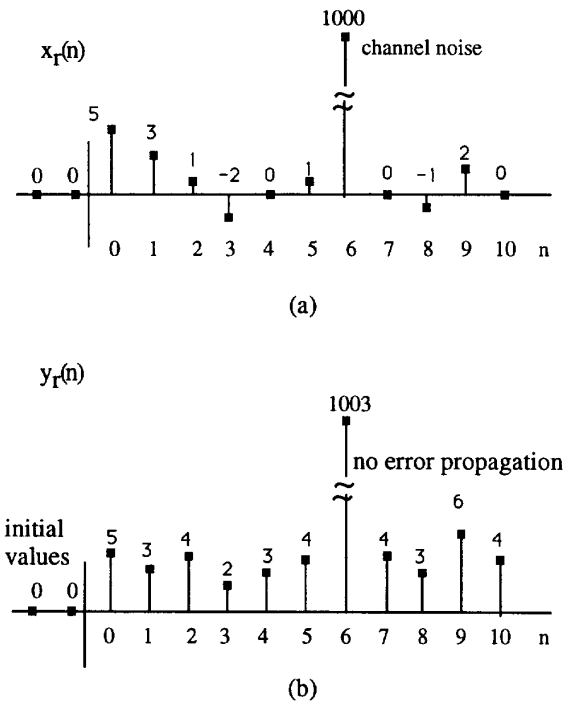 1000
x_r(n)
channel noise
5
3
0 0 1 -2 0 1 0 -1 2 0
0 1 2 3 4 5 6 7 8 9 10 n
(a)
y_r(n)
1003
no error propagation
initial
values
6
0 0 5 3 4 2 3 4 4 3 4
0 1 2 3 4 5 6 7 8 9 10 n
(b)